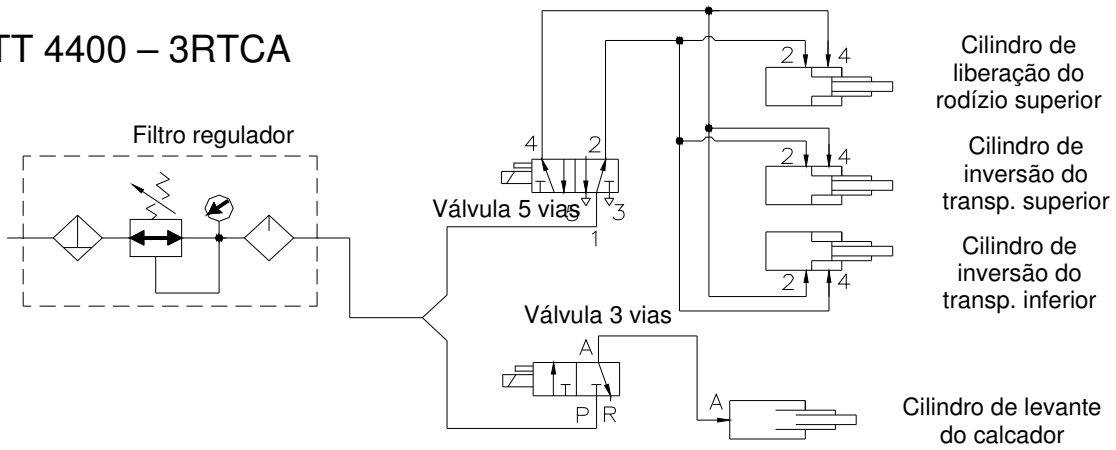 TT 4400 – 3RTCA
Filtro regulador
4
2
Válvula 5 vias
5
3
1
Válvula 3 vias
A
P
R
2
4
Cilindro de
liberação do
rodízio superior
2
4
Cilindro de
inversão do
transp. superior
2
4
Cilindro de
inversão do
transp. inferior
A
Cilindro de levante
do calcador